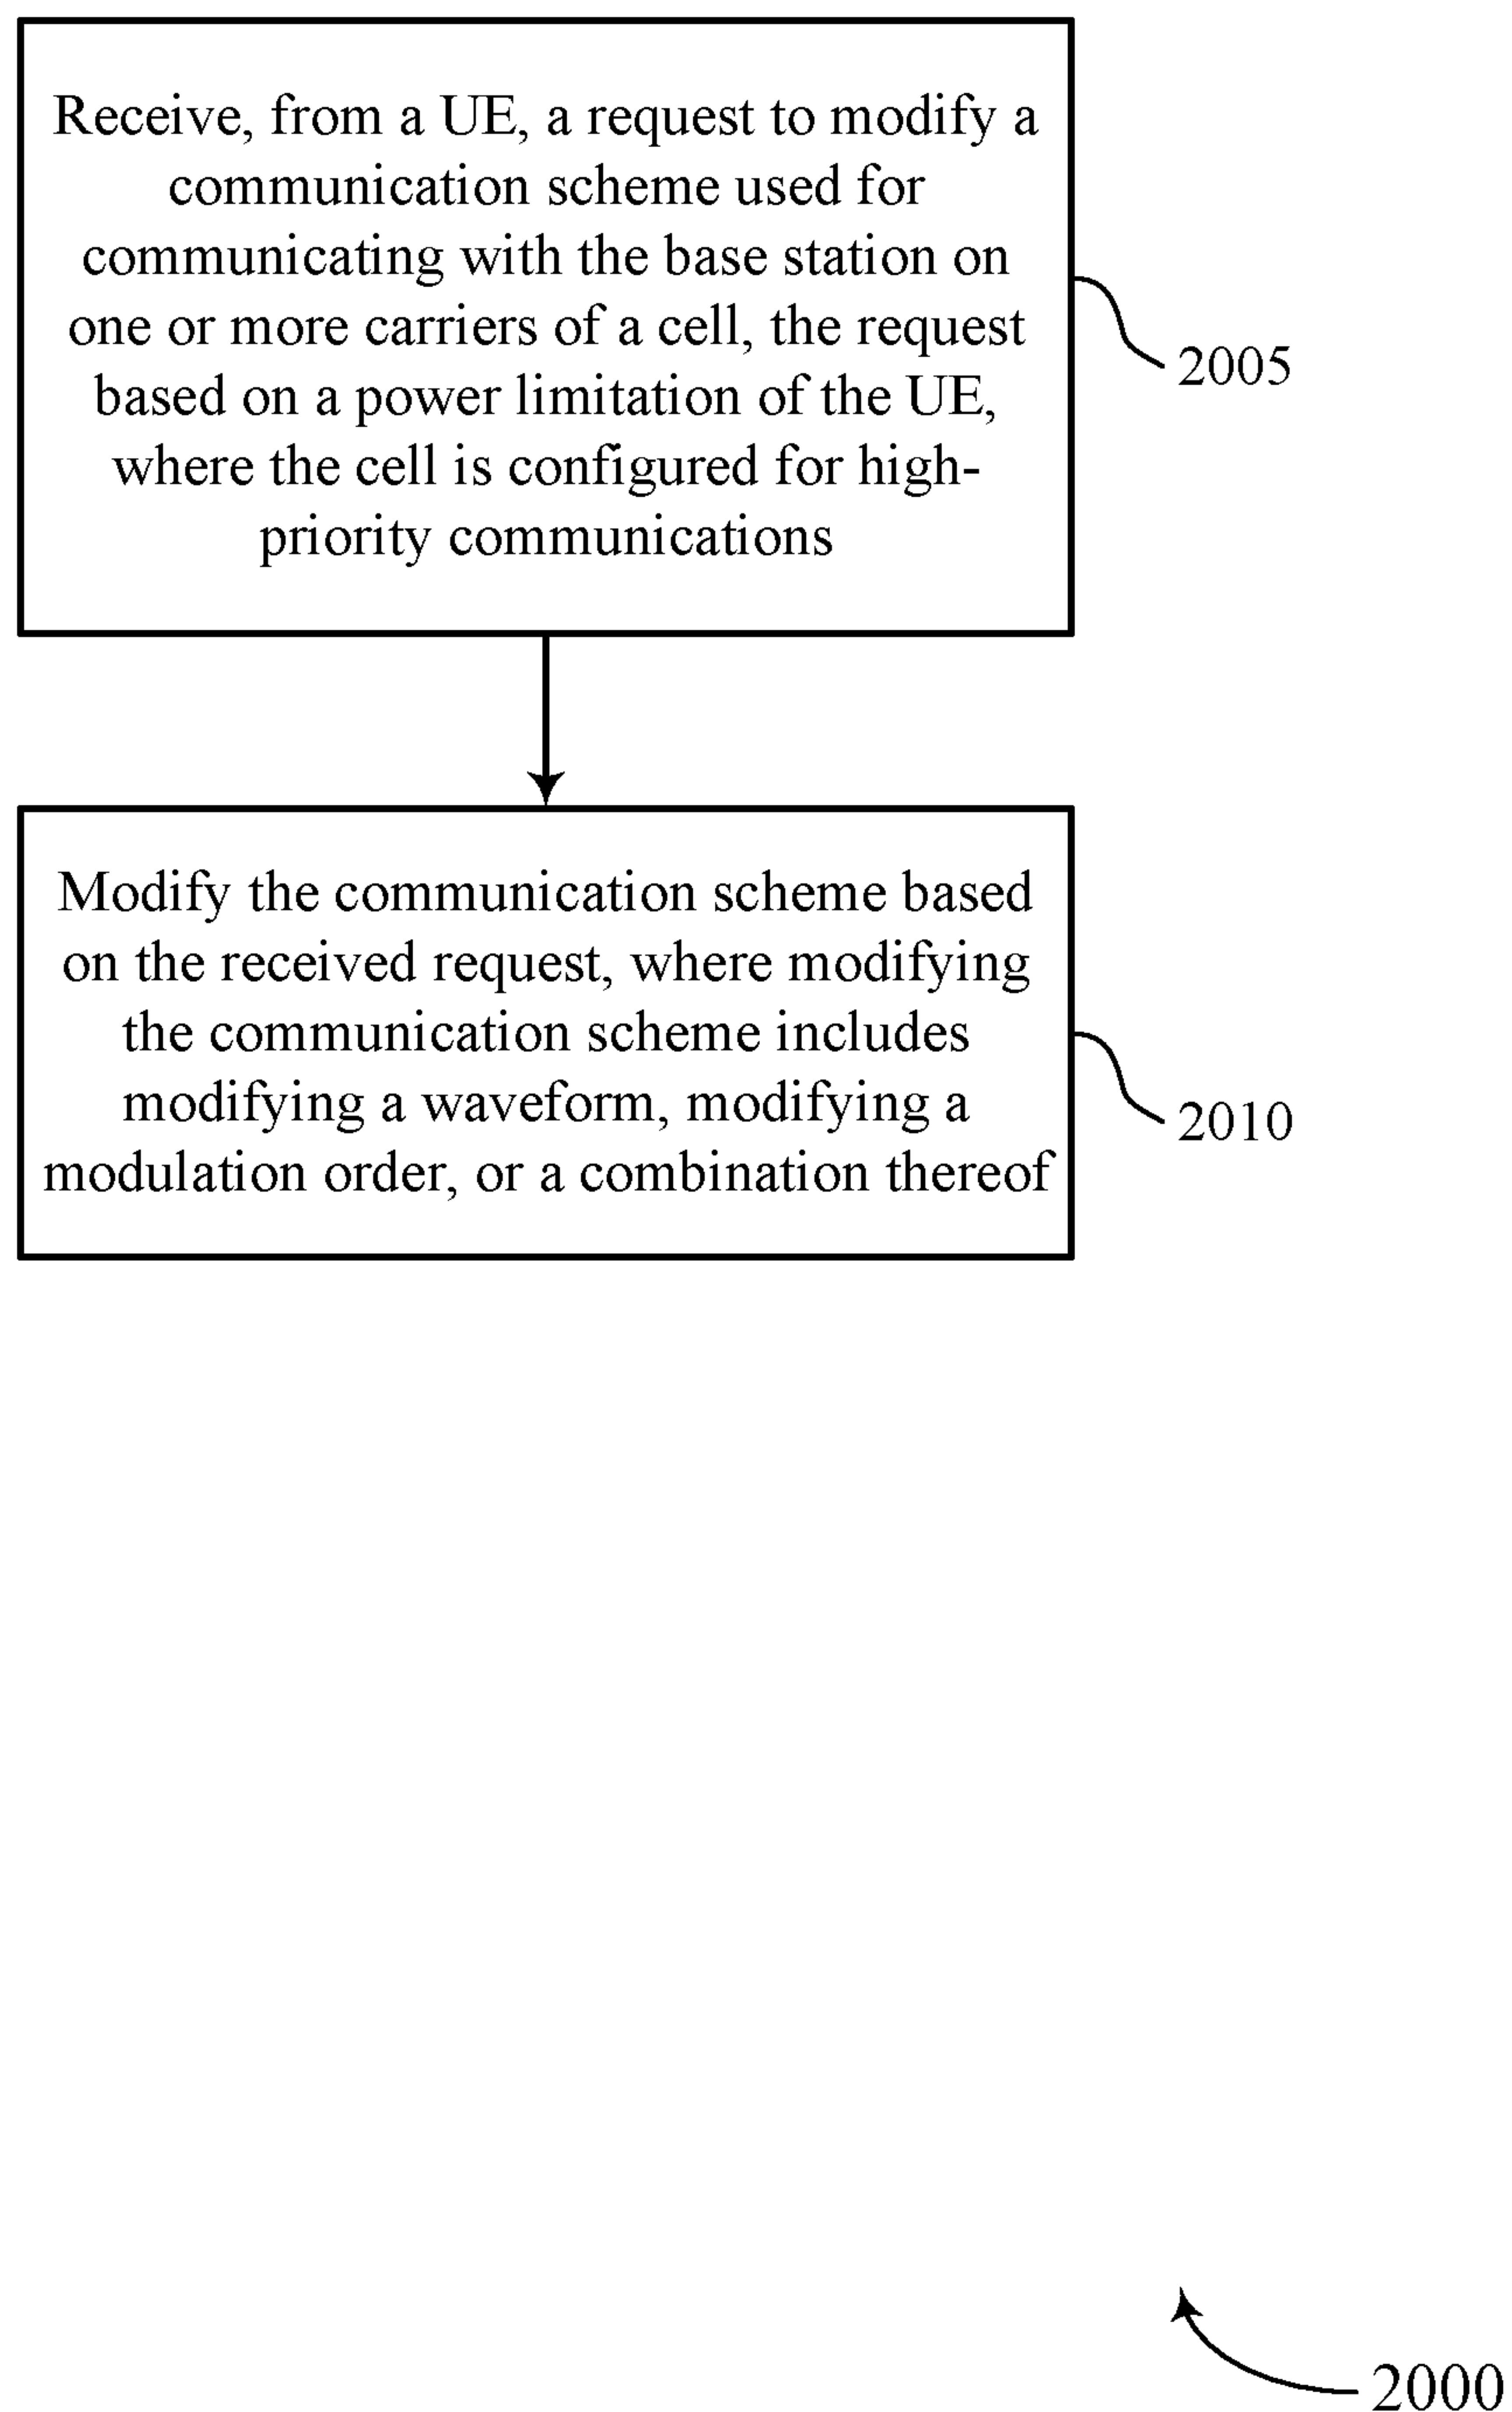 Receive, from a UE, a request to modify a
communication scheme used for
communicating with the base station on
one or more carriers of a cell, the request
based on a power limitation of the UE,
where the cell is configured for high-
priority communications
2005
Modify the communication scheme based
on the received request, where modifying
the communication scheme includes
modifying a waveform, modifying a
modulation order, or a combination thereof
2010
2000